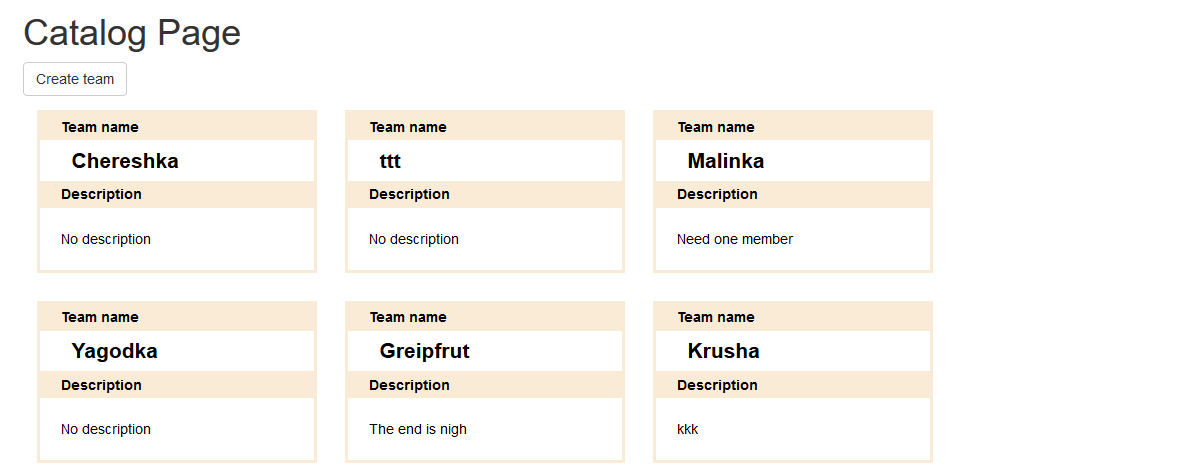 Catalog Page
Create team
Team name
Chereshka
Description
No description
Team name
ttt
Description
No description
Team name
Malinka
Description
Need one member
Team name
Yagodka
Description
No description
Team name
Greipfrut
Description
The end is nigh
Team name
Krusha
Description
kkk